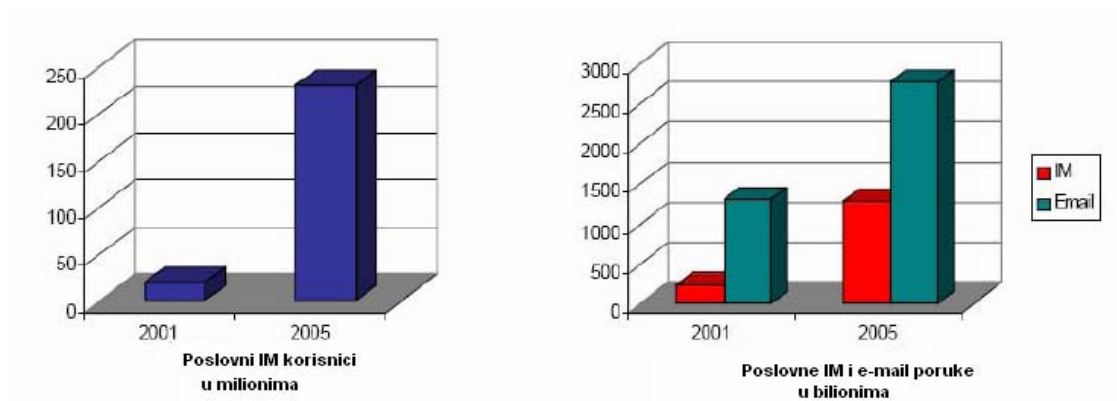 250
200
150
100
50
0
2001 2005
Poslovni IM korisnici
u milionima
3000
2500
2000
1500
1000
500
0
2001 2005
Poslovne IM i e-mail poruke
u bilionima
IM
Email